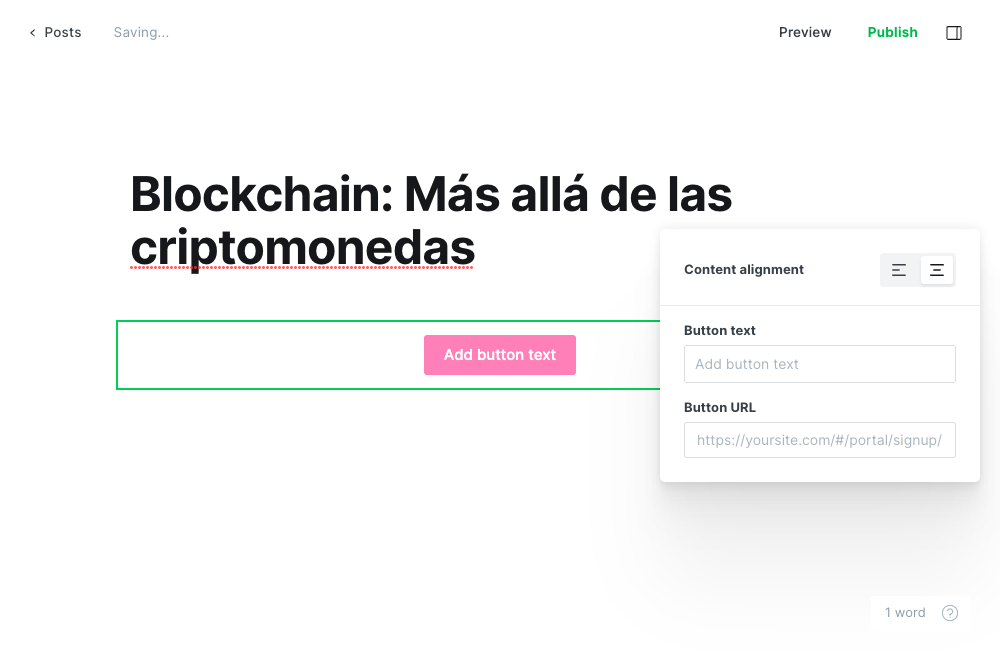 Posts
Saving...
Preview
Publish
Blockchain: Más allá de las
criptomonedas
Content alignment
Button text
Add button text
Add button text
Button URL
https://yoursite.com/#/portal/signup/
1 word
?